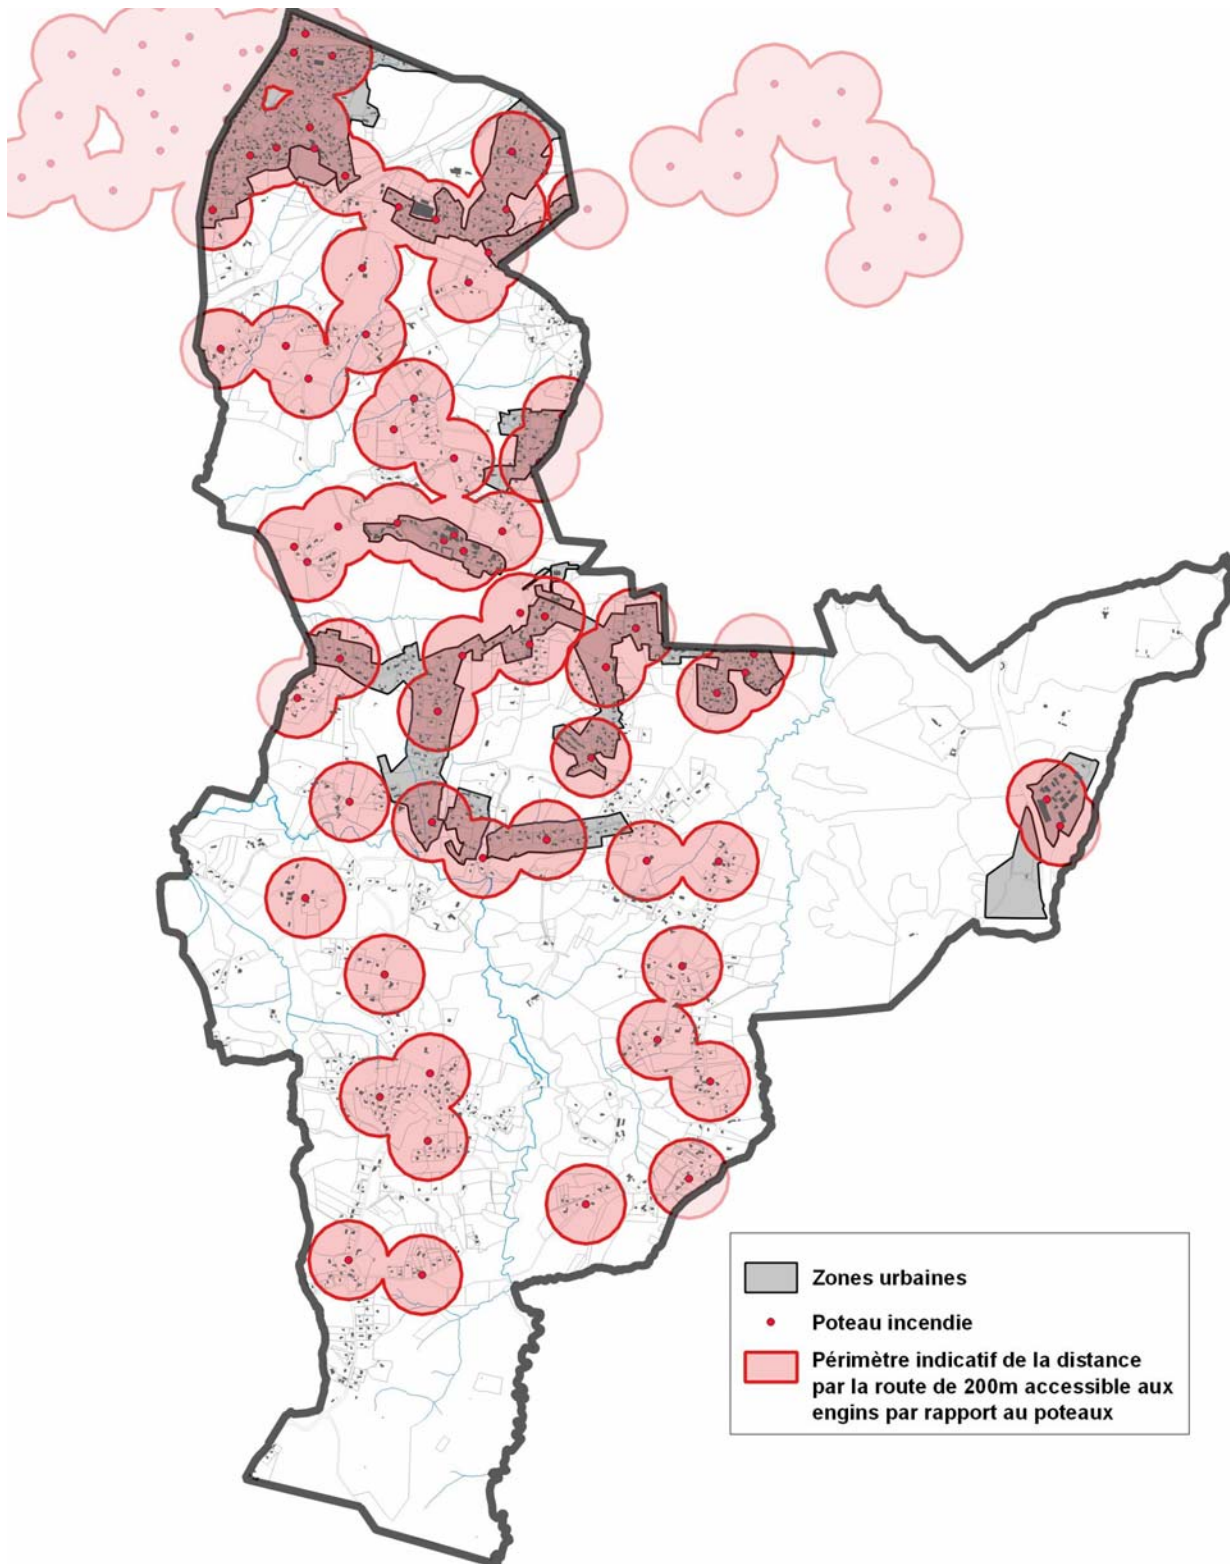 Zones urbaines
Poteau incendie
Périmètre indicatif de la distance
par la route de 200m accessible aux
engins par rapport au poteaux